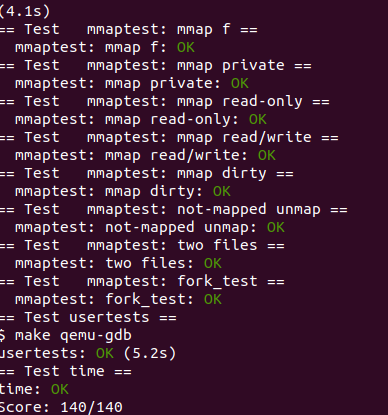 (4.1s)
== Test   mmaptest: mmap f ==
  mmaptest: mmap f: OK
== Test   mmaptest: mmap private ==
  mmaptest: mmap private: OK
== Test   mmaptest: mmap read-only ==
  mmaptest: mmap read-only: OK
== Test   mmaptest: mmap read/write ==
  mmaptest: mmap read/write: OK
== Test   mmaptest: mmap dirty ==
  mmaptest: mmap dirty: OK
== Test   mmaptest: not-mapped unmap ==
  mmaptest: not-mapped unmap: OK
== Test   mmaptest: two files ==
  mmaptest: two files: OK
== Test   mmaptest: fork_test ==
  mmaptest: fork_test: OK
== Test usertests ==
$ make qemu-gdb
usertests: OK (5.2s)
== Test time ==
time: OK
Score: 140/140